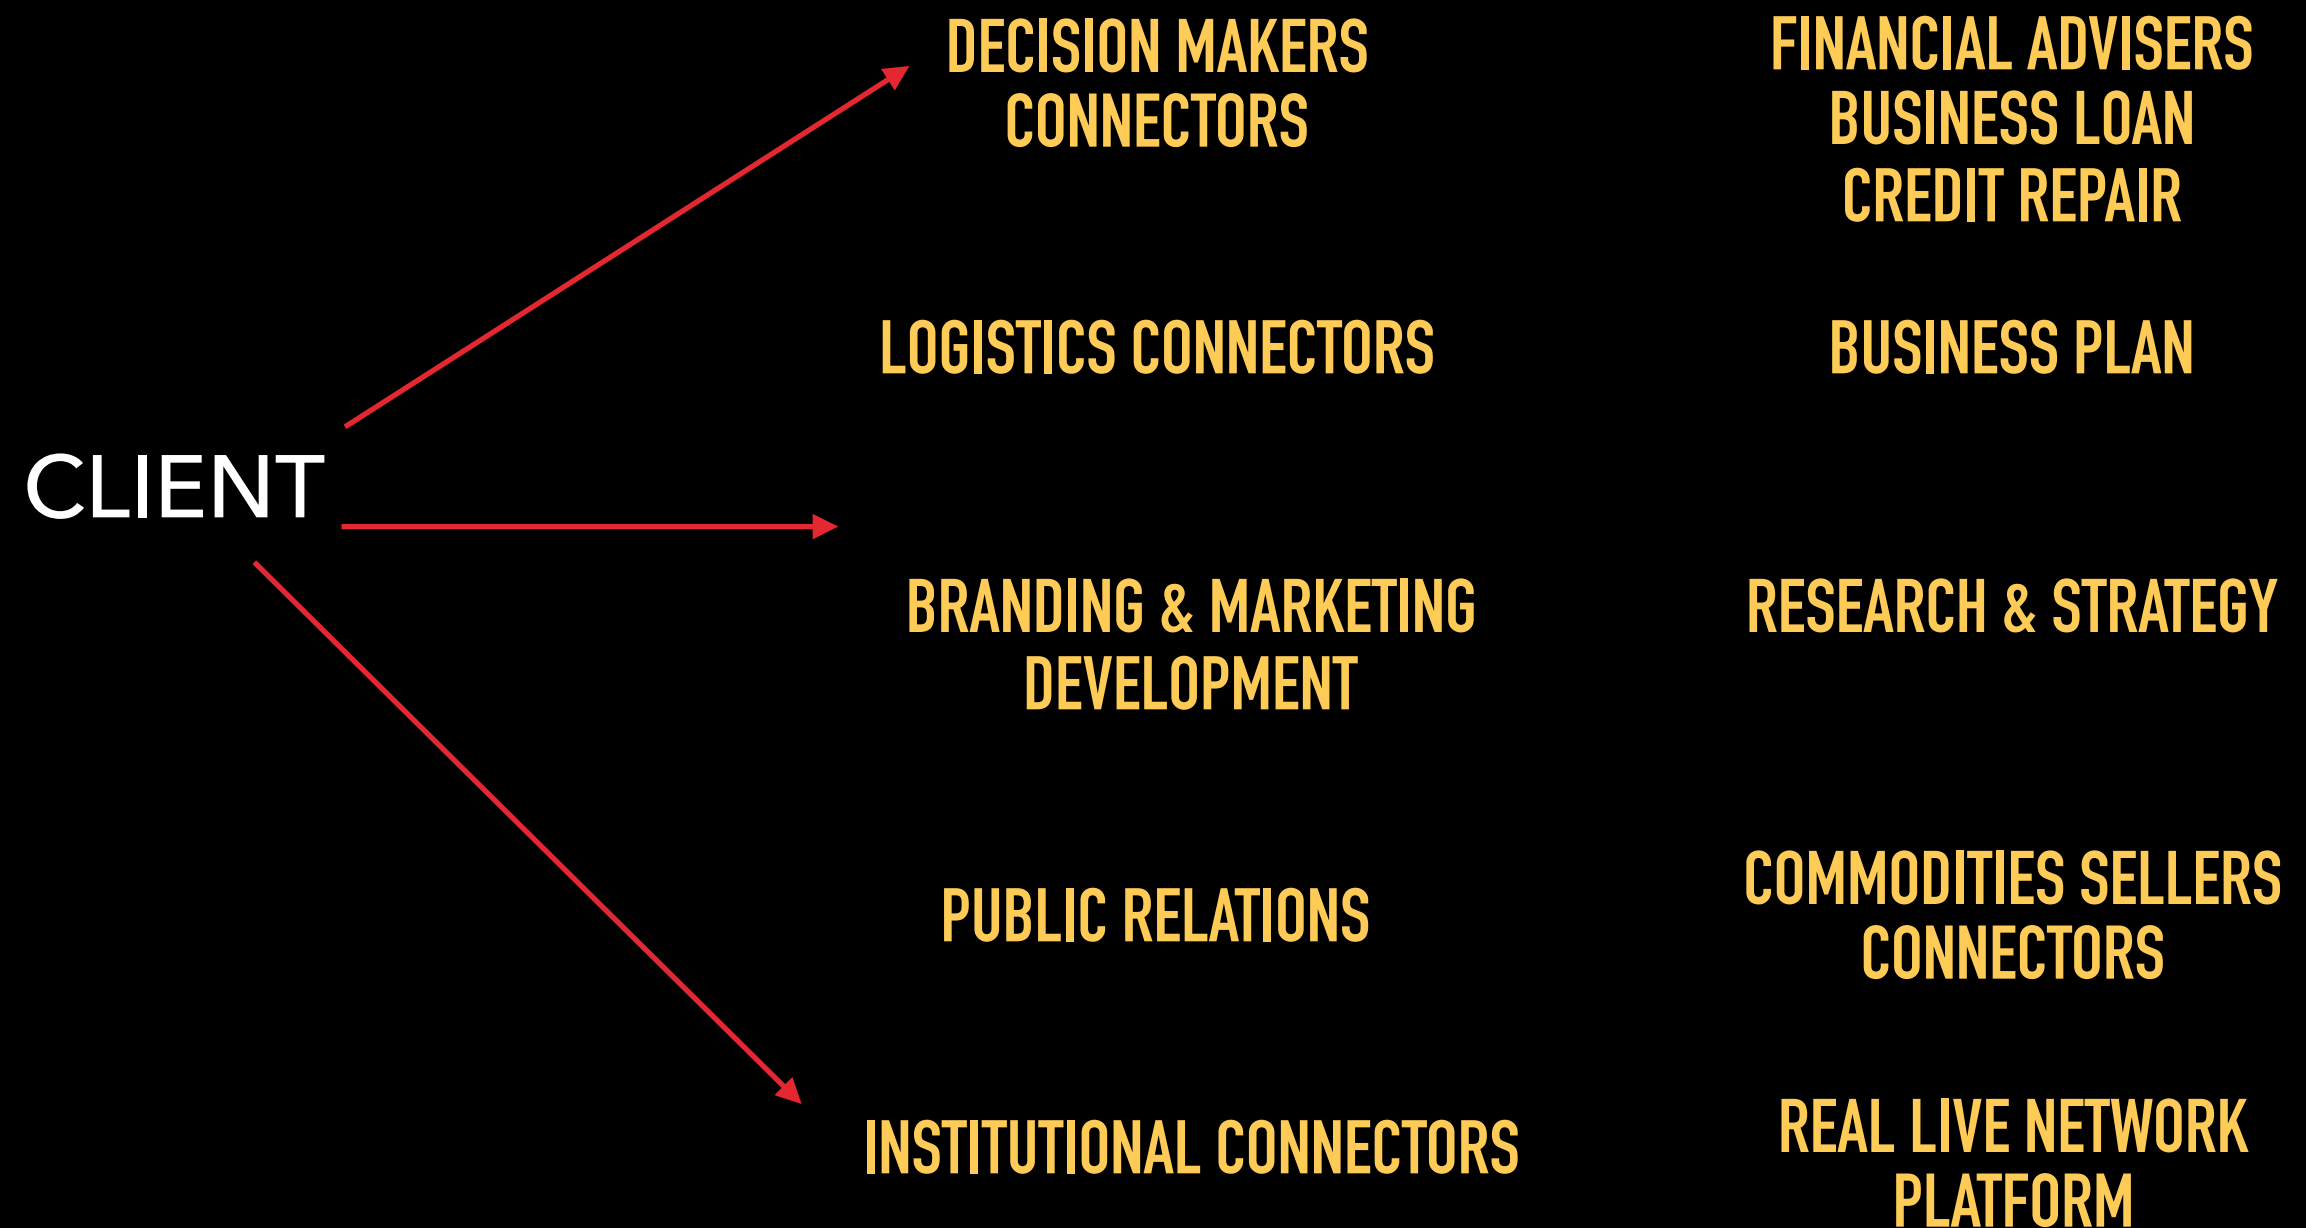 CLIENT
DECISION MAKERS
CONNECTORS
LOGISTICS CONNECTORS
BRANDING & MARKETING
DEVELOPMENT
PUBLIC RELATIONS
INSTITUTIONAL CONNECTORS
FINANCIAL ADVISERS
BUSINESS LOAN
CREDIT REPAIR
BUSINESS PLAN
RESEARCH & STRATEGY
COMMODITIES SELLERS
CONNECTORS
REAL LIVE NETWORK
PLATFORM